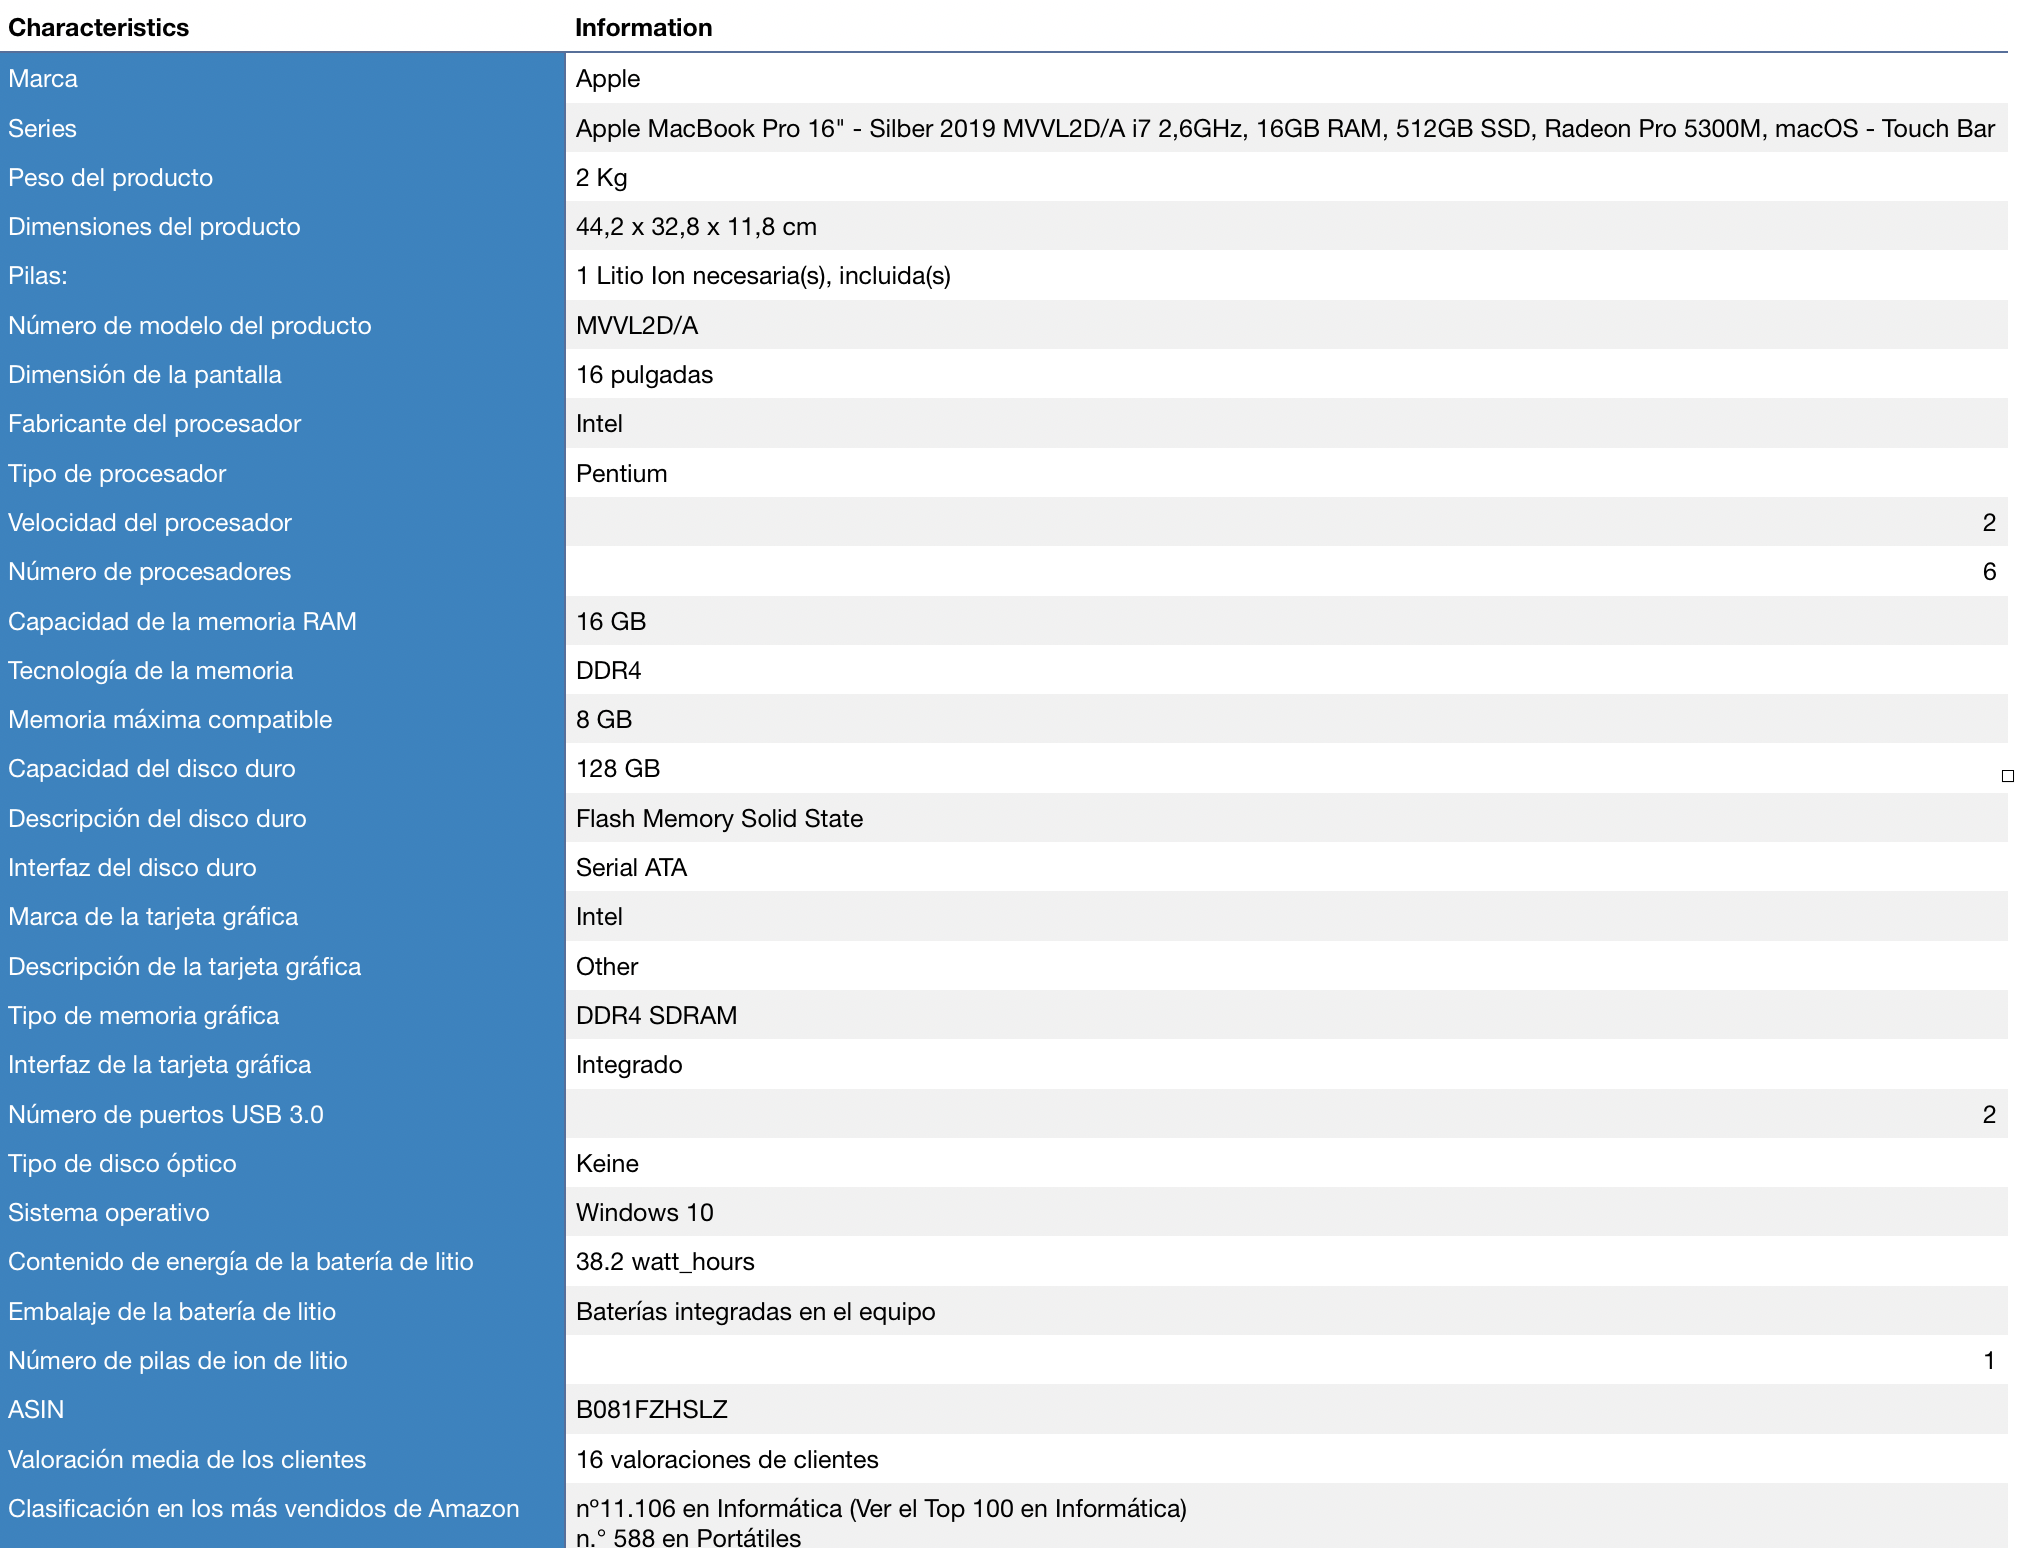 Characteristics Information
Marca Apple
Series Apple MacBook Pro 16" - Silber 2019 MVVL2D/A i7 2,6GHz, 16GB RAM, 512GB SSD, Radeon Pro 5300M, macOS - Touch Bar
Peso del producto 2 Kg
Dimensiones del producto 44,2 x 32,8 x 11,8 cm
Pilas: 1 Litio Ion necesaria(s), incluida(s)
Número de modelo del producto MVVL2D/A
Dimensión de la pantalla 16 pulgadas
Fabricante del procesador Intel
Tipo de procesador Pentium
Velocidad del procesador 2
Número de procesadores 6
Capacidad de la memoria RAM 16 GB
Tecnología de la memoria DDR4
Memoria máxima compatible 8 GB
Capacidad del disco duro 128 GB
Descripción del disco duro Flash Memory Solid State
Interfaz del disco duro Serial ATA
Marca de la tarjeta gráfica Intel
Descripción de la tarjeta gráfica Other
Tipo de memoria gráfica DDR4 SDRAM
Interfaz de la tarjeta gráfica Integrado
Número de puertos USB 3.0 2
Tipo de disco óptico Keine
Sistema operativo Windows 10
Contenido de energía de la batería de litio 38.2 watt_hours
Embalaje de la batería de litio Baterías integradas en el equipo
Número de pilas de ion de litio 1
ASIN B081FZHSLZ
Valoración media de los clientes 16 valoraciones de clientes
Clasificación en los más vendidos de Amazon nº11.106 en Informática (Ver el Top 100 en Informática)
n.° 588 en Portátiles